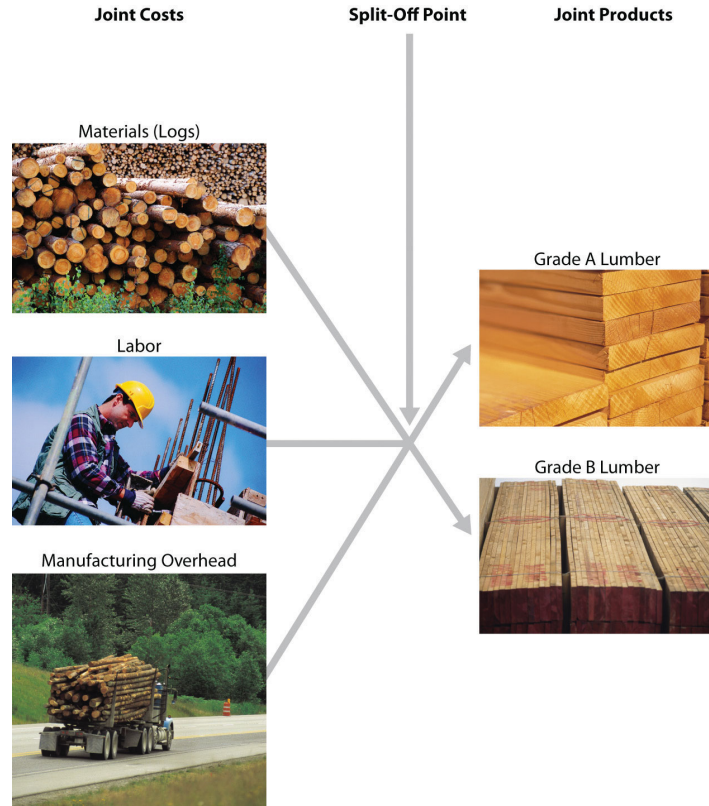 Joint Costs
Split-Off Point
Joint Products
Materials (Logs)
Grade A Lumber
Labor
Grade B Lumber
Manufacturing Overhead